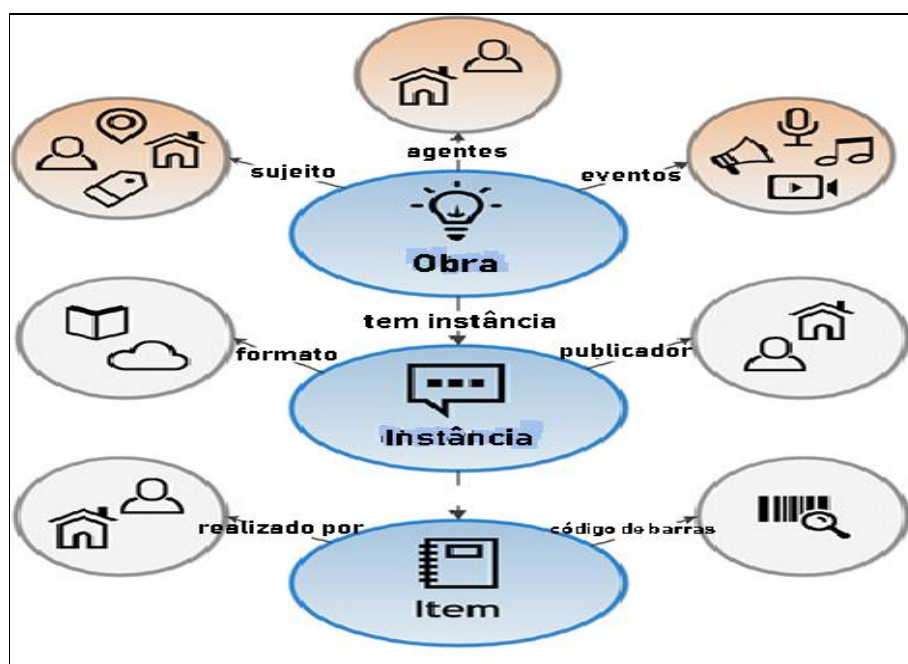 agentes
sujeito
eventos
Obra
tem instância
formato
publicador
Instância
realizado por
código de barras
Item